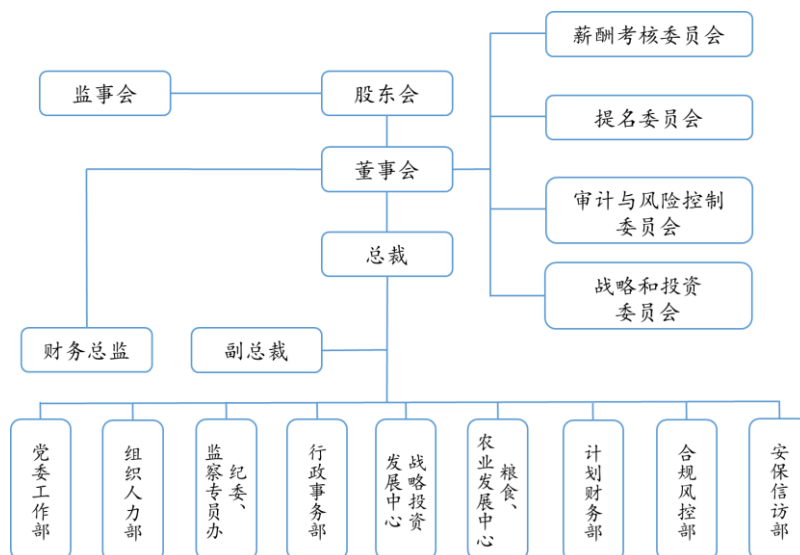 薪酬考核委员会
监事会
股东会
提名委员会
董事会
审计与风险控制
委员会
总裁
战略和投资
委员会
财务总监
副总裁
党委工作部
组织人力部
纪委、
监察专员办
行政事务部
战略投资
发展中心
粮食、
农业发展中心
计划财务部
合规风控部
安保信访部